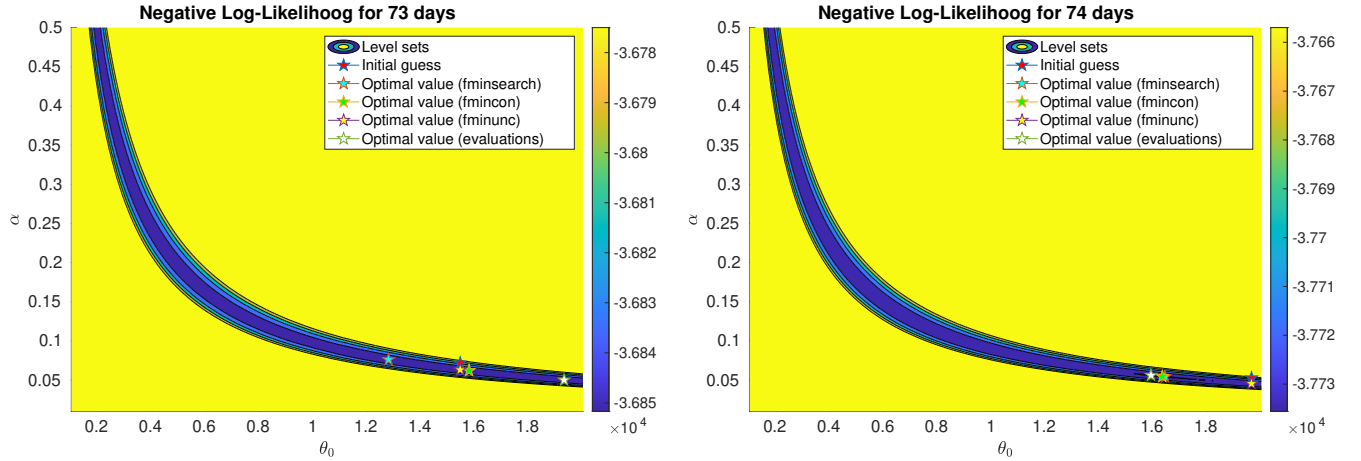 Negative Log-Likelihoog for 73 days
0.5
0.45
0.4
0.35
0.3
0.25
0.2
0.15
0.1
0.05
α
0.2 0.4 0.6 0.8 1 1.2 1.4 1.6 1.8
θ₀
×10⁴
Level sets
Initial guess
Optimal value (fminsearch)
Optimal value (fmincon)
Optimal value (fminunc)
Optimal value (evaluations)
-3.678
-3.679
-3.68
-3.681
-3.682
-3.683
-3.684
-3.685
Negative Log-Likelihoog for 74 days
0.5
0.45
0.4
0.35
0.3
0.25
0.2
0.15
0.1
0.05
α
0.2 0.4 0.6 0.8 1 1.2 1.4 1.6 1.8
θ₀
×10⁴
Level sets
Initial guess
Optimal value (fminsearch)
Optimal value (fmincon)
Optimal value (fminunc)
Optimal value (evaluations)
-3.766
-3.767
-3.768
-3.769
-3.77
-3.771
-3.772
-3.773